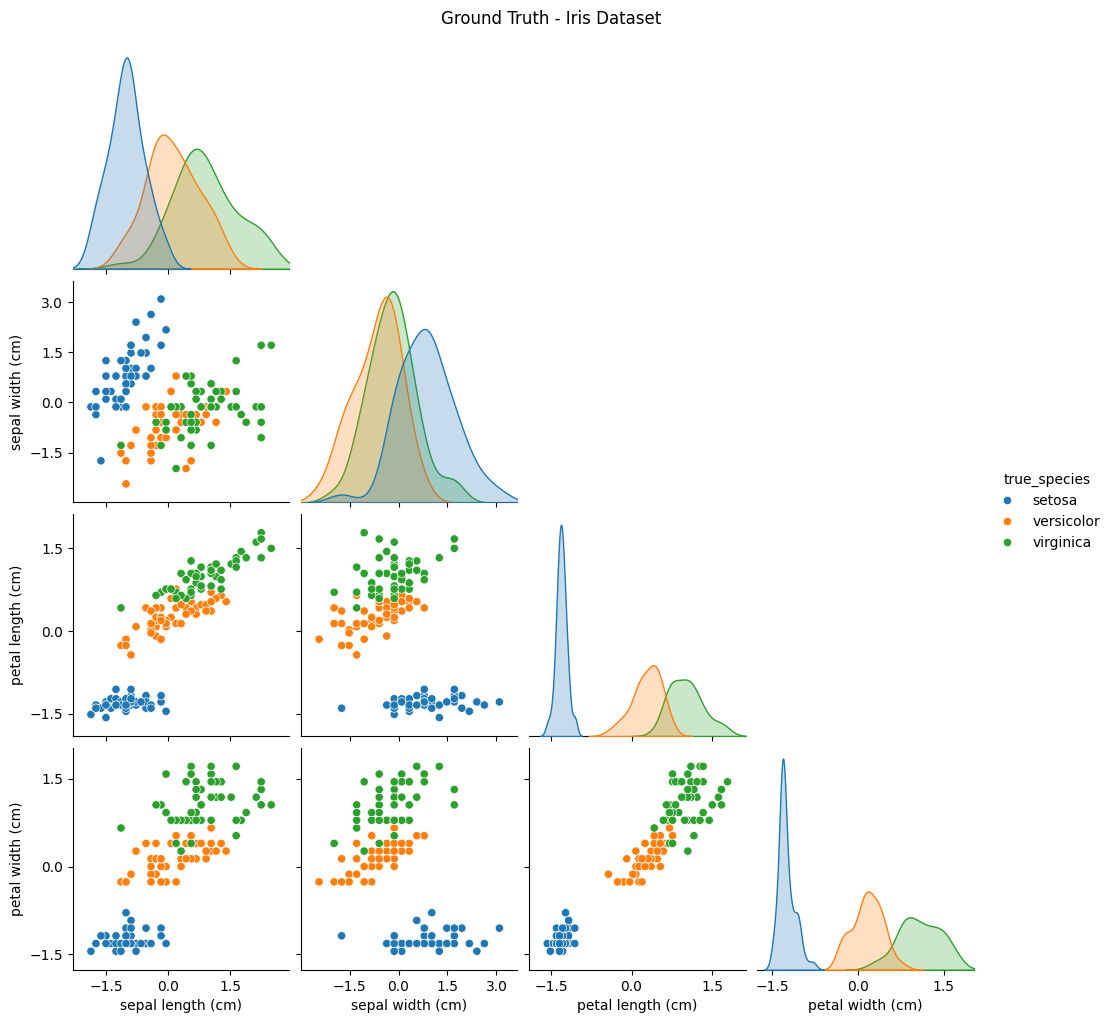 Ground Truth - Iris Dataset
3.0
1.5
0.0
−1.5
sepal width (cm)
1.5
0.0
−1.5
petal length (cm)
1.5
0.0
−1.5
petal width (cm)
−1.5 0.0 1.5
sepal length (cm)
−1.5 0.0 1.5 3.0
sepal width (cm)
−1.5 0.0 1.5
petal length (cm)
−1.5 0.0 1.5
petal width (cm)
true_species
setosa
versicolor
virginica